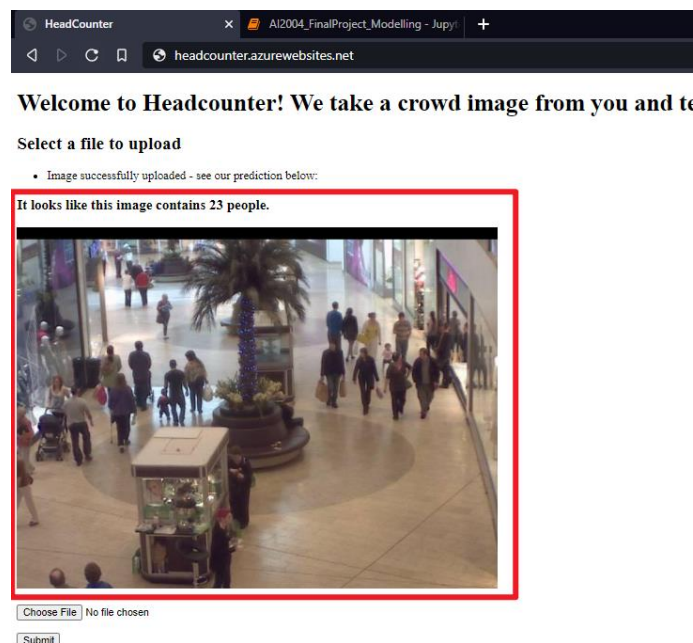 HeadCounter
AI2004_FinalProject_Modelling - Jupyt
headcounter.azurewebsites.net
Welcome to Headcounter! We take a crowd image from you and te
Select a file to upload
Image successfully uploaded - see our prediction below:
It looks like this image contains 23 people.
Choose File No file chosen
Submit